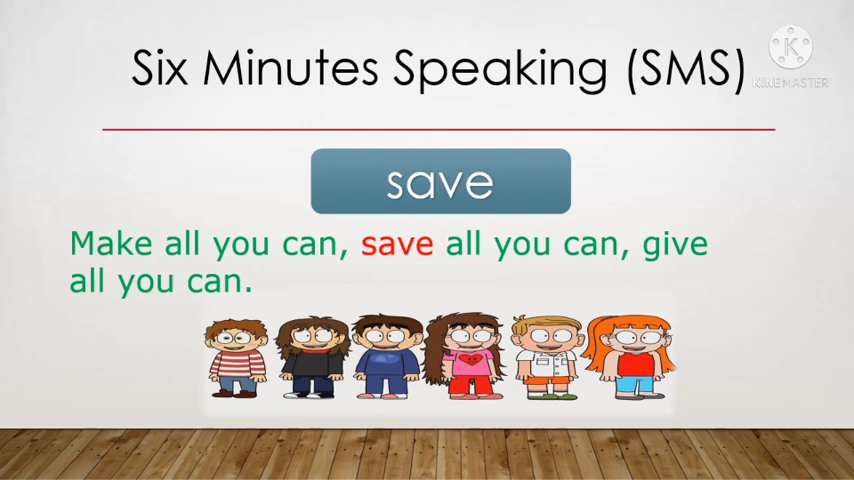 Six Minutes Speaking (SMS)
K
KINEMASTER
save
Make all you can, save all you can, give
all you can.